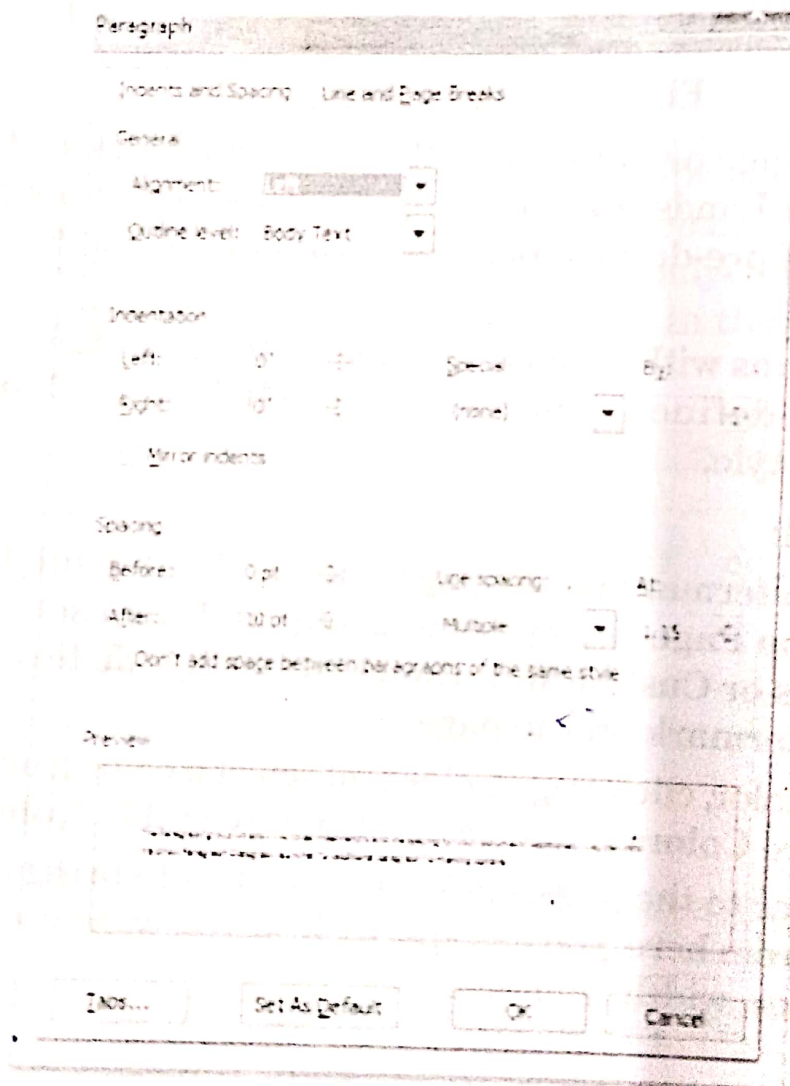 Paragraph
Indents and Spacing Line and Page Breaks
General
Alignment:
Outline level: Body Text
Indentation
Left: 0" Special: By:
Right: 0" (none)
Mirror indents
Spacing
Before: 0 pt Line spacing: At:
After: 10 pt Multiple 1.15
Don't add space between paragraphs of the same style
Preview
Tabs... Set As Default OK Cancel